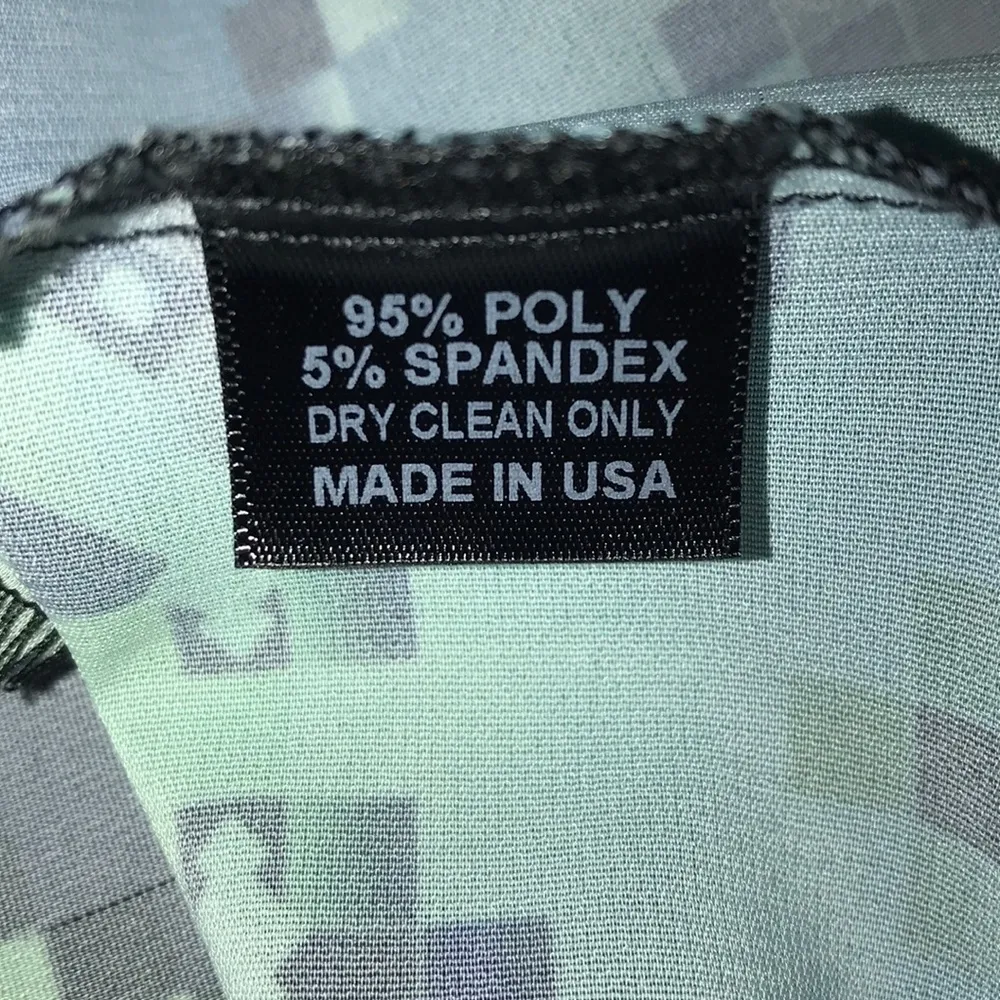 95% POLY
5% SPANDEX
DRY CLEAN ONLY
MADE IN USA